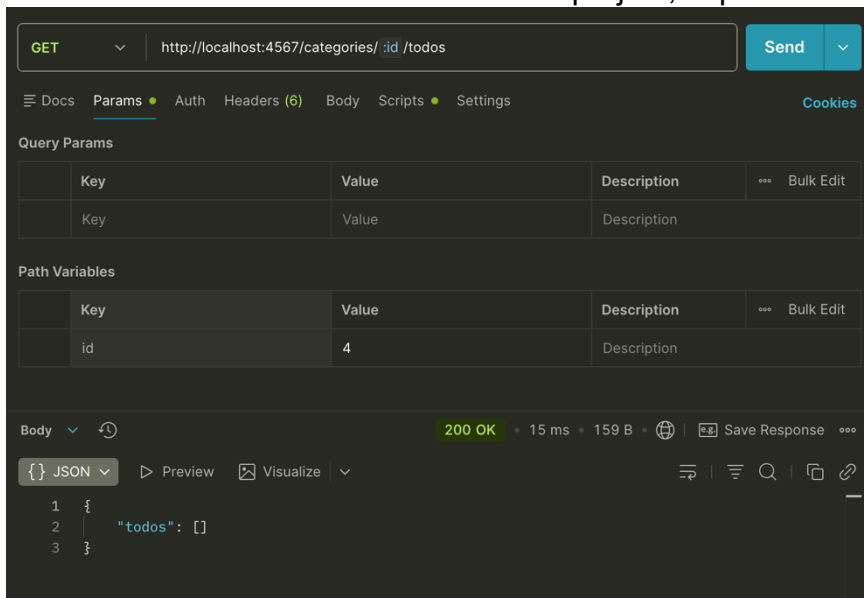 GET http://localhost:4567/categories/ :id /todos Send
Docs Params Auth Headers (6) Body Scripts Settings Cookies
Query Params
Key Value Description Bulk Edit
Key Value Description
Path Variables
Key Value Description Bulk Edit
id 4 Description
Body 200 OK 15 ms 159 B e.g. Save Response
{} JSON Preview Visualize
1 {
2 "todos": []
3 }